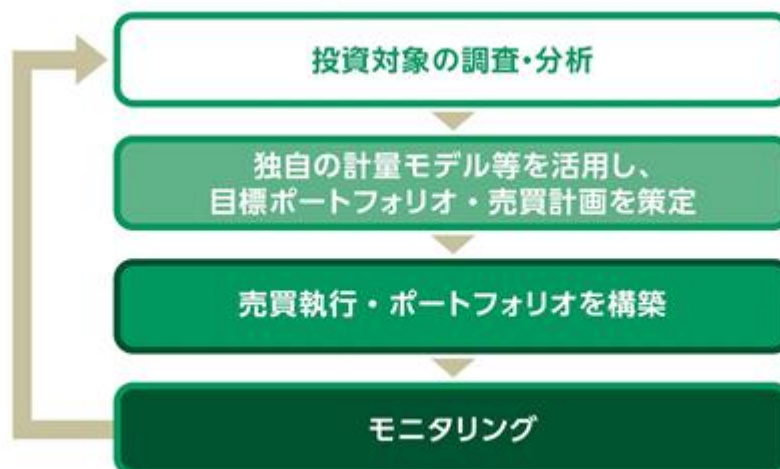 投資対象の調査・分析
独自の計量モデル等を活用し、
目標ポートフォリオ・売買計画を策定
売買執行・ポートフォリオを構築
モニタリング